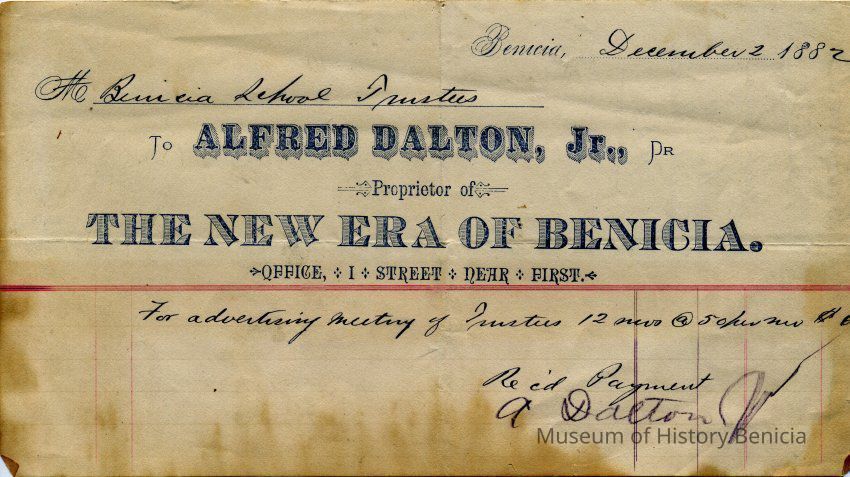 Benicia, December 2 1882
M Benicia School Trustees
To ALFRED DALTON, Jr., Dr
Proprietor of
THE NEW ERA OF BENICIA.
OFFICE, I STREET NEAR FIRST.
For advertising meeting of Trustees 12 mos @ 50 per mo $6
Rec'd Payment
A Dalton Jr
Museum of History Benicia